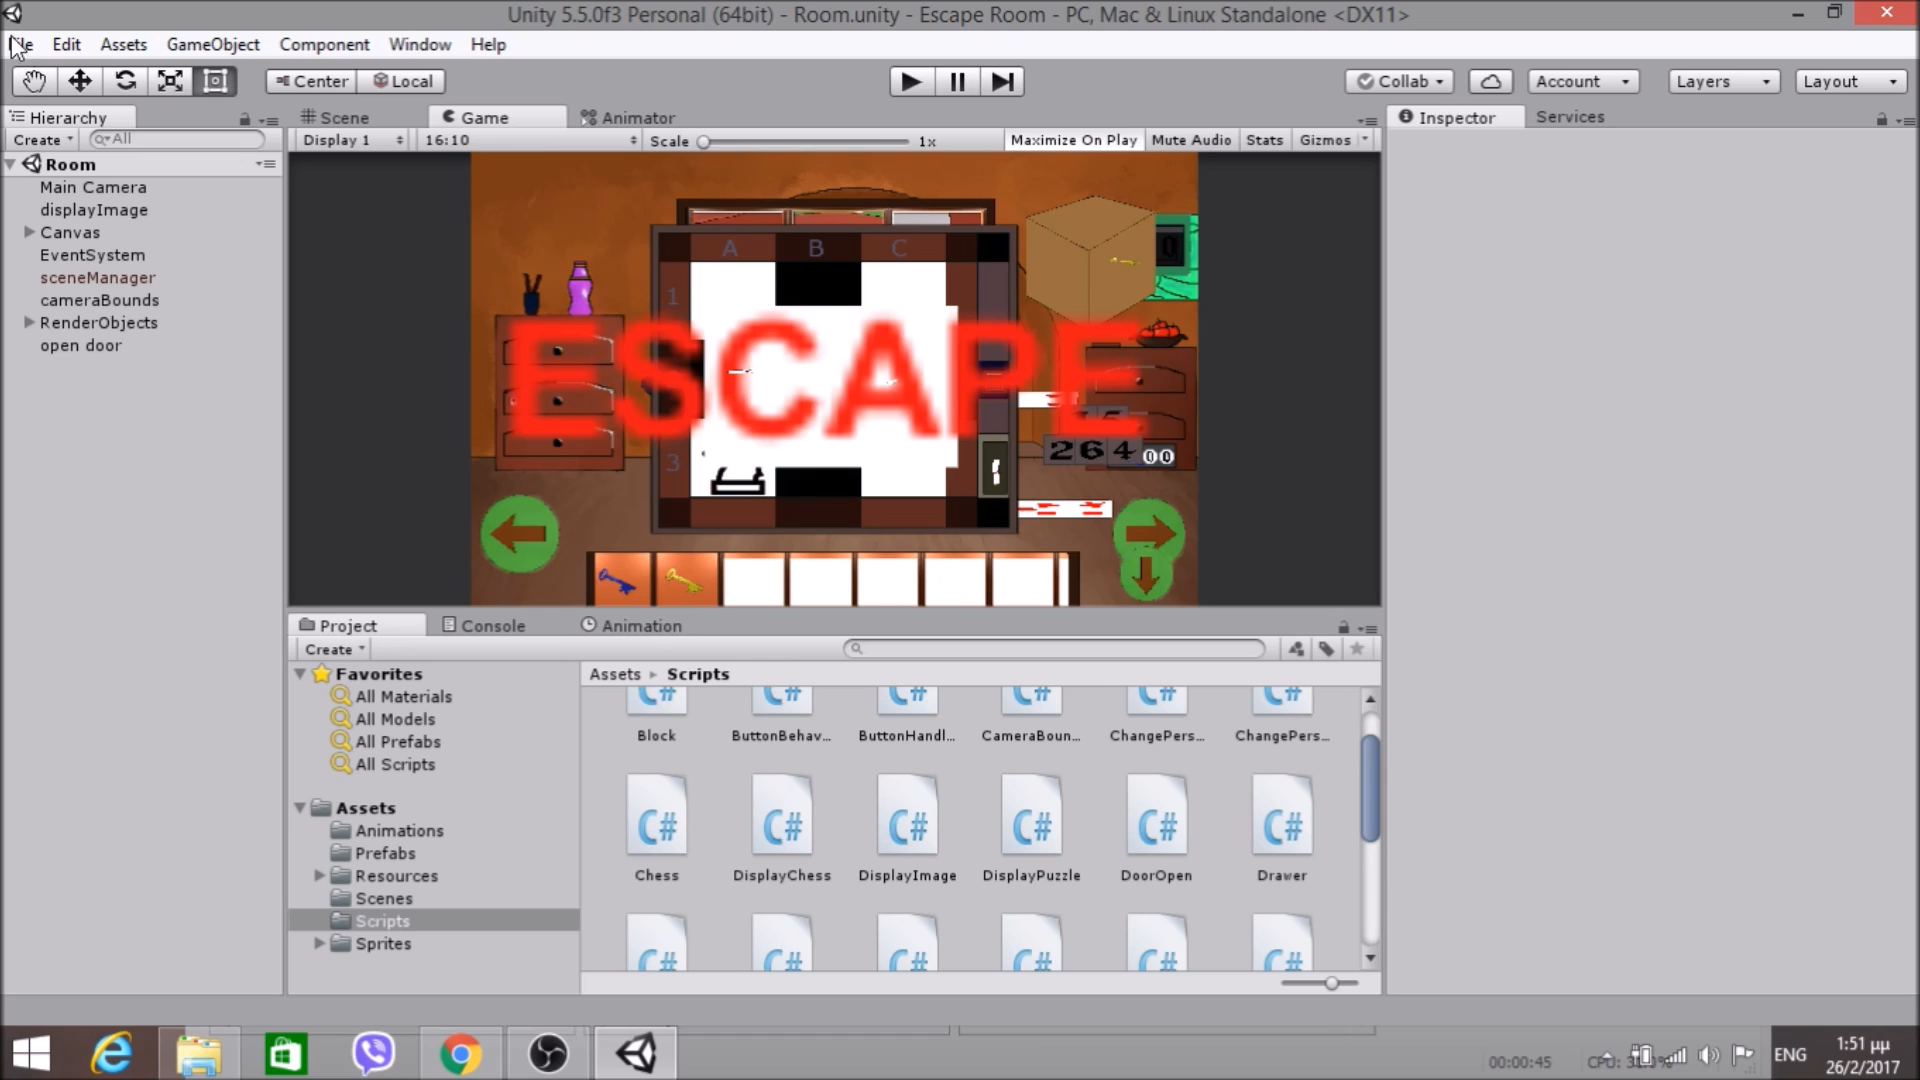 Unity 5.5.0f3 Personal (64bit) - Room.unity - Escape Room - PC, Mac & Linux Standalone <DX11>
Edit Assets GameObject Component Window Help
Center Local Collab Account Layers Layout
Hierarchy Scene Game Animator Inspector Services
Create All Display 1 16:10 Scale 1x Maximize On Play Mute Audio Stats Gizmos
Room
Main Camera
displayImage
Canvas
EventSystem
sceneManager
cameraBounds
RenderObjects
open door
A B C
1
ESCAPE
3
264
00
Project Console Animation
Create
Favorites
All Materials
All Models
All Prefabs
All Scripts
Assets
Animations
Prefabs
Resources
Scenes
Scripts
Sprites
Assets Scripts
C# C# C# C# C# C#
Block ButtonBehav... ButtonHandl... CameraBoun... ChangePers... ChangePers...
C# C# C# C# C# C#
Chess DisplayChess DisplayImage DisplayPuzzle DoorOpen Drawer
C# C# C# C# C# C#
00:00:45 ENG 1:51 μμ
26/2/2017